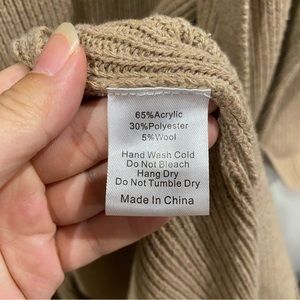 65%Acrylic
30%Polyester
5%Wool
Hand Wash Cold
Do Not Bleach
Hang Dry
Do Not Tumble Dry
Made In China